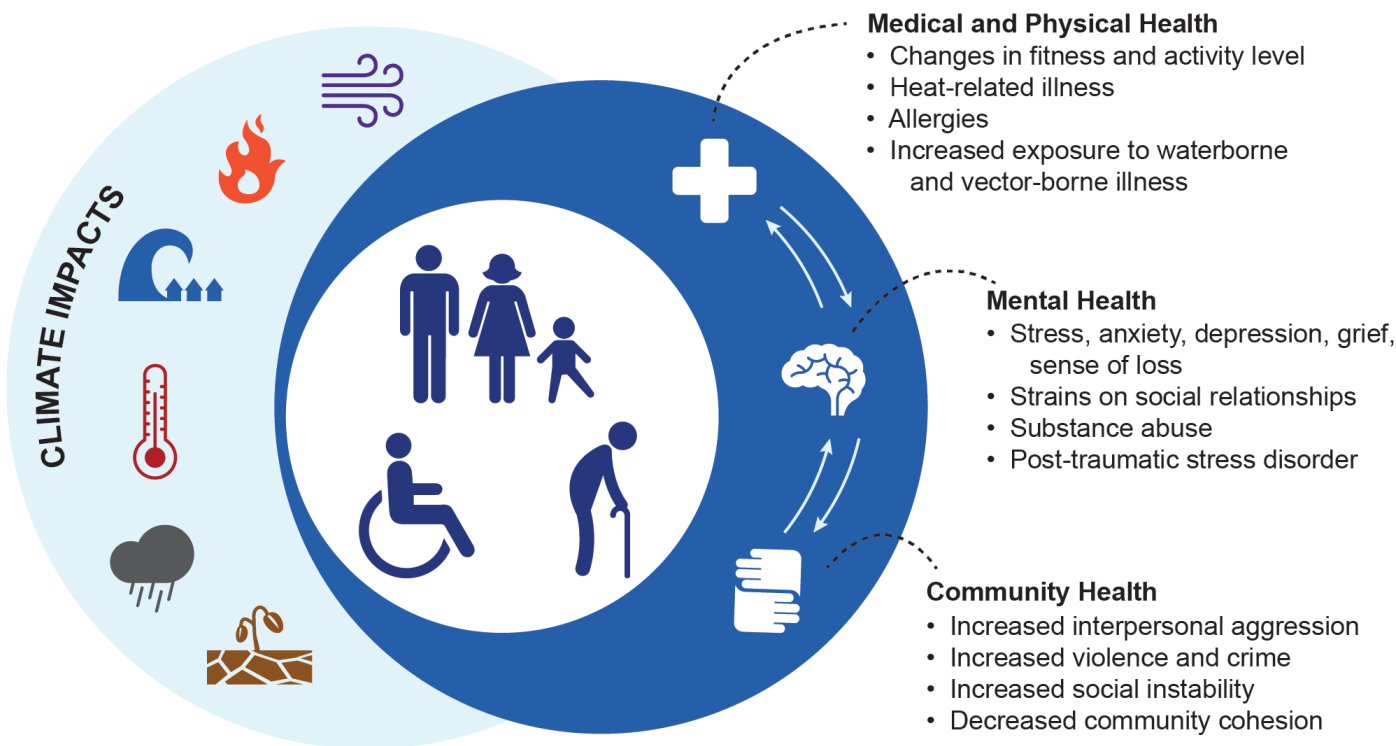 CLIMATE IMPACTS
Medical and Physical Health
• Changes in fitness and activity level
• Heat-related illness
• Allergies
• Increased exposure to waterborne
and vector-borne illness
Mental Health
• Stress, anxiety, depression, grief,
sense of loss
• Strains on social relationships
• Substance abuse
• Post-traumatic stress disorder
Community Health
• Increased interpersonal aggression
• Increased violence and crime
• Increased social instability
• Decreased community cohesion